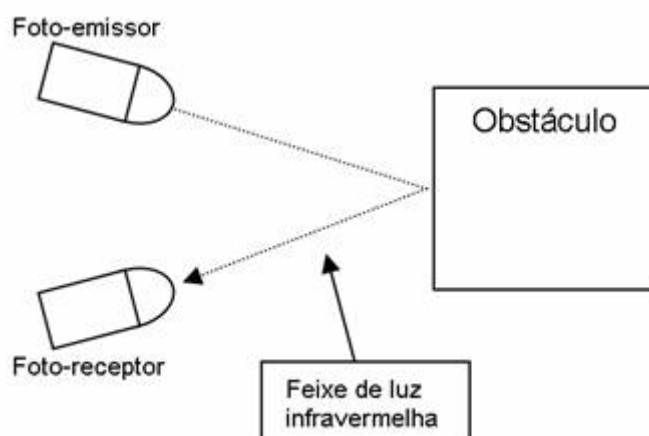 Foto-emissor
Obstáculo
Foto-receptor
Feixe de luz
infravermelha